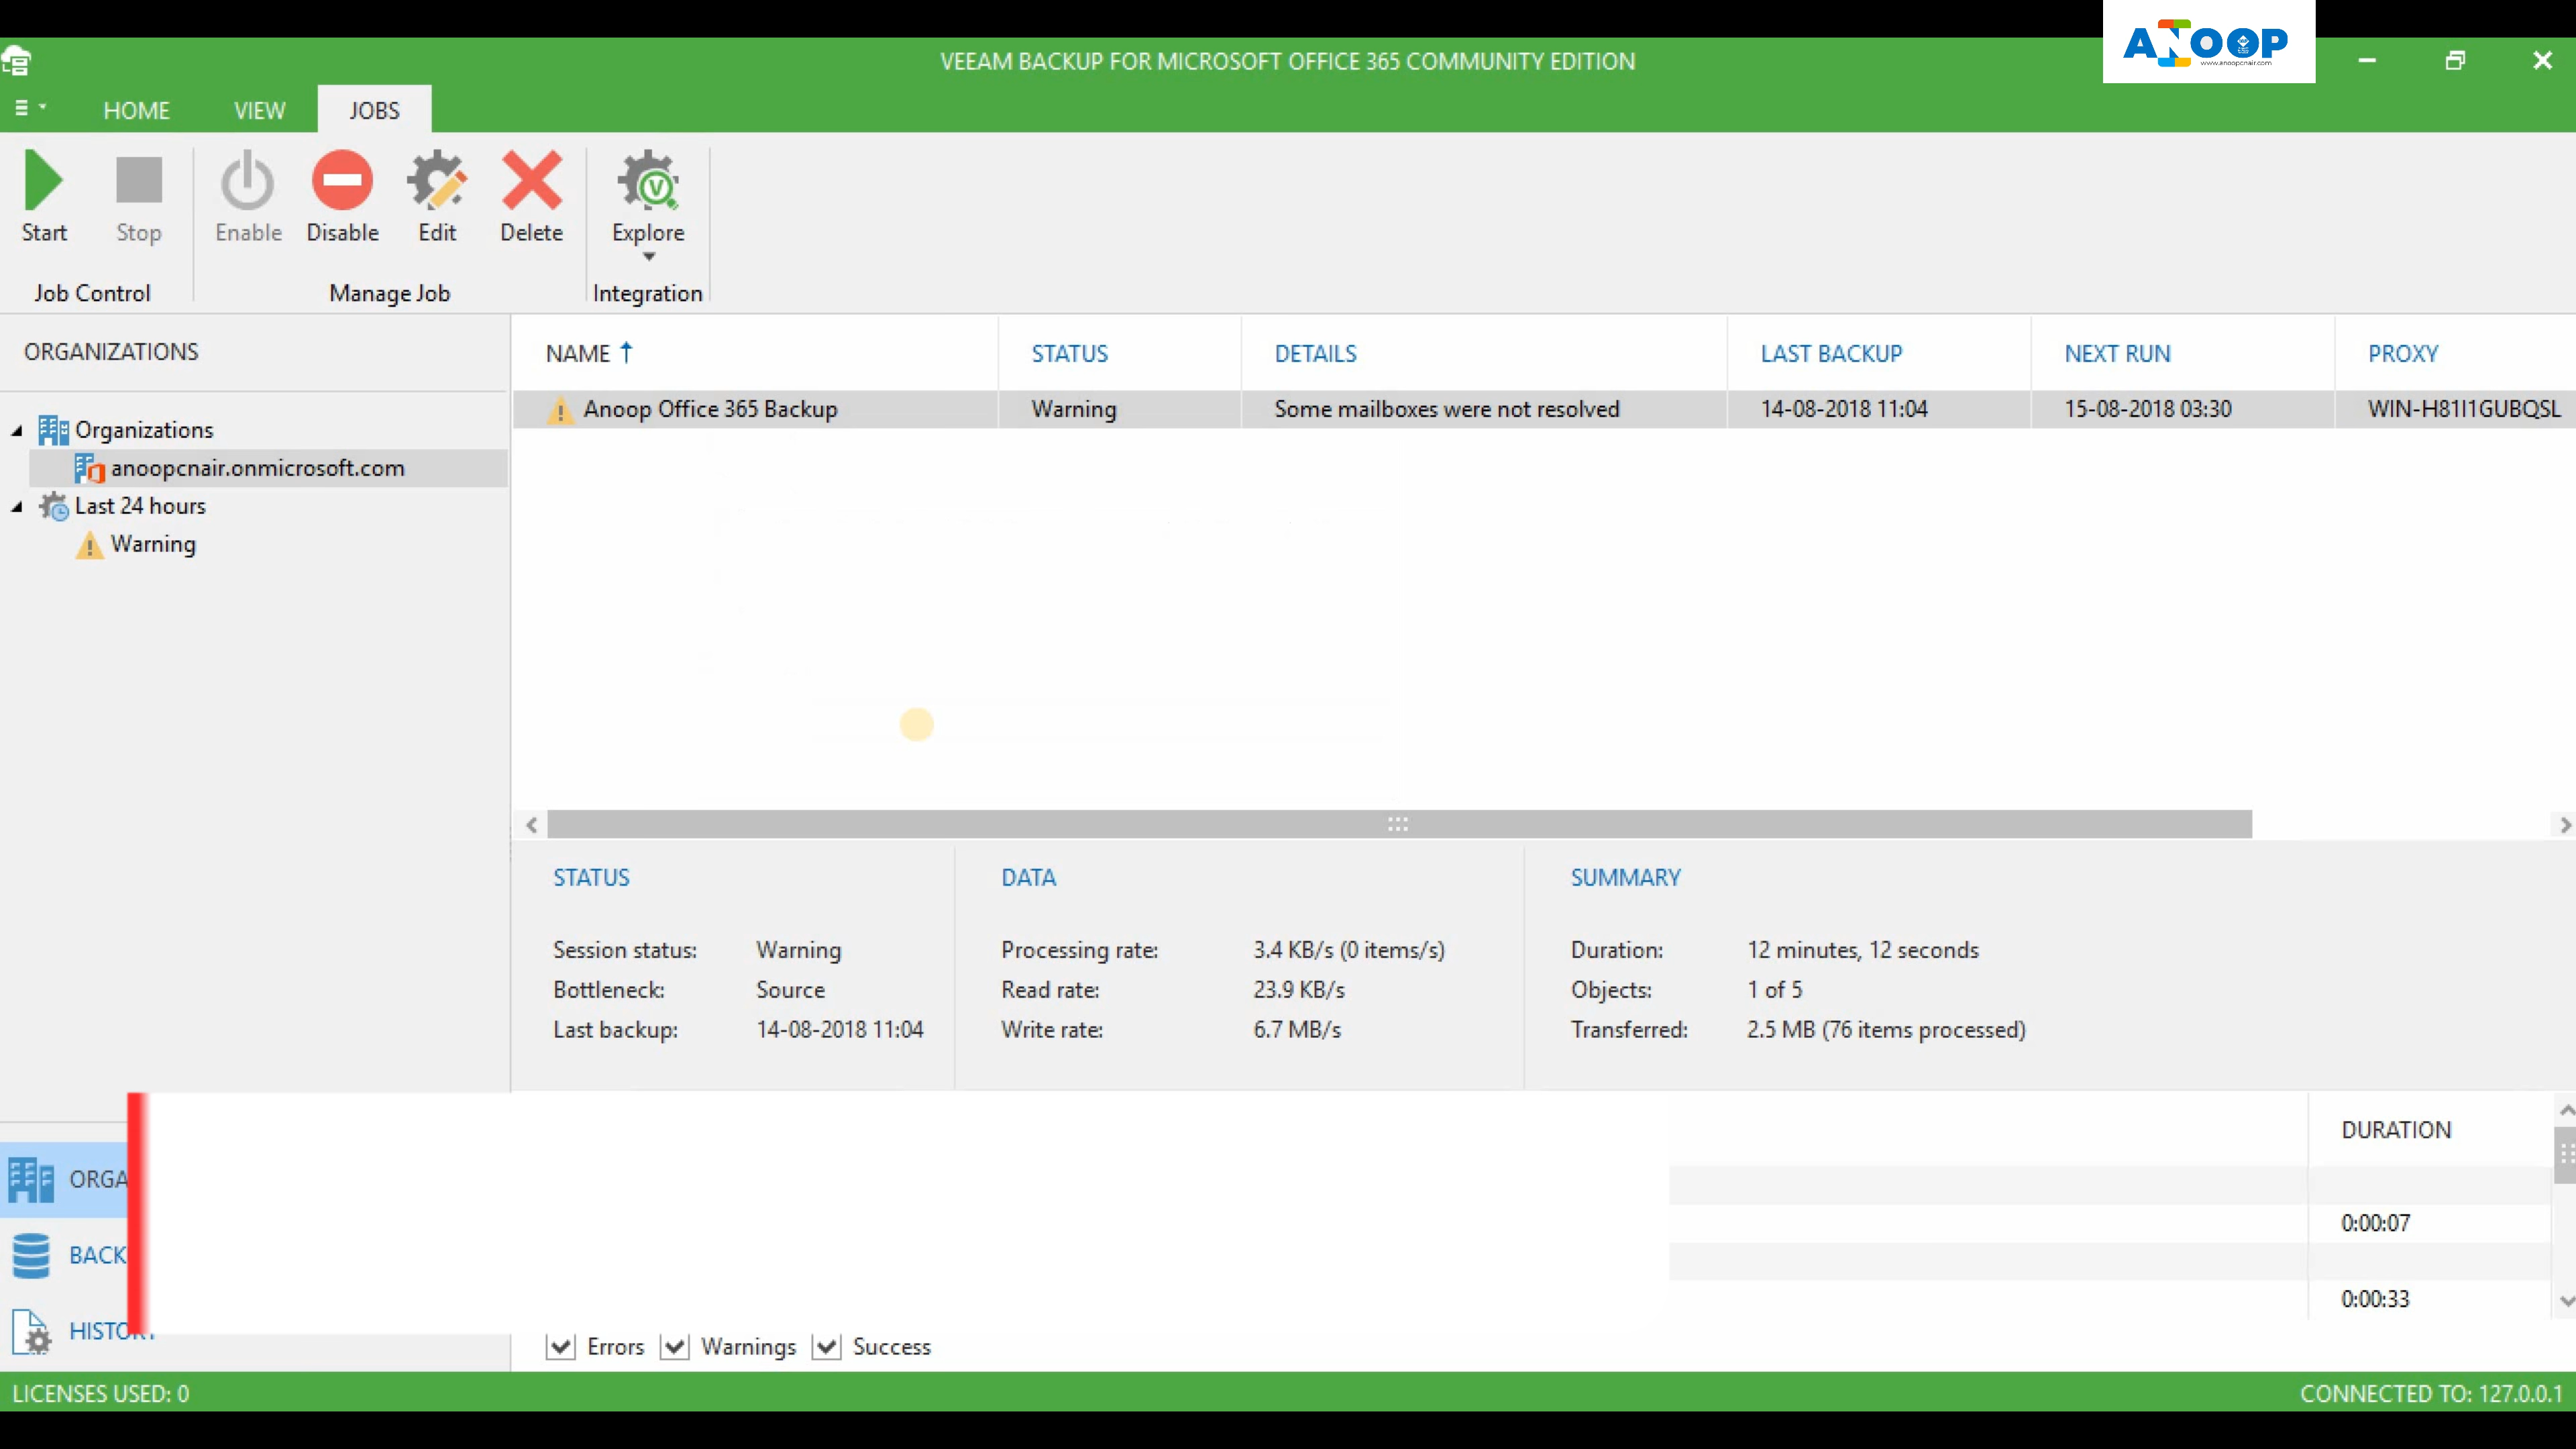 ANOOP
www.anoopcnair.com
VEEAM BACKUP FOR MICROSOFT OFFICE 365 COMMUNITY EDITION
HOME VIEW JOBS
Start Stop Enable Disable Edit Delete Explore
Job Control Manage Job Integration
ORGANIZATIONS
Organizations
anoopcnair.onmicrosoft.com
Last 24 hours
Warning
NAME STATUS DETAILS LAST BACKUP NEXT RUN PROXY
Anoop Office 365 Backup Warning Some mailboxes were not resolved 14-08-2018 11:04 15-08-2018 03:30 WIN-H81I1GUBQSL
STATUS DATA SUMMARY
Session status: Warning Processing rate: 3.4 KB/s (0 items/s) Duration: 12 minutes, 12 seconds
Bottleneck: Source Read rate: 23.9 KB/s Objects: 1 of 5
Last backup: 14-08-2018 11:04 Write rate: 6.7 MB/s Transferred: 2.5 MB (76 items processed)
DURATION
ORGA
0:00:07
BACK
0:00:33
HISTO
Errors Warnings Success
LICENSES USED: 0 CONNECTED TO: 127.0.0.1